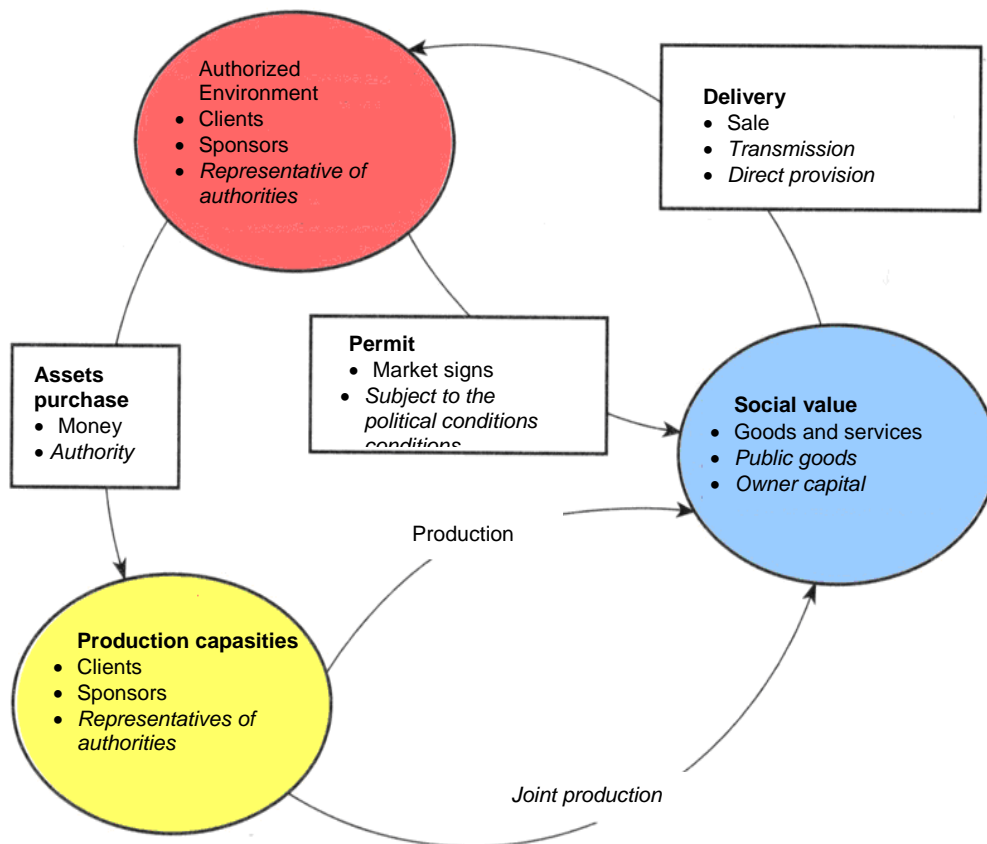 Authorized
Environment
• Clients
• Sponsors
• Representative of
authorities
Delivery
• Sale
• Transmission
• Direct provision
Assets
purchase
• Money
• Authority
Permit
• Market signs
• Subject to the
political conditions
conditions
Social value
• Goods and services
• Public goods
• Owner capital
Production
Production capasities
• Clients
• Sponsors
• Representatives of
authorities
Joint production